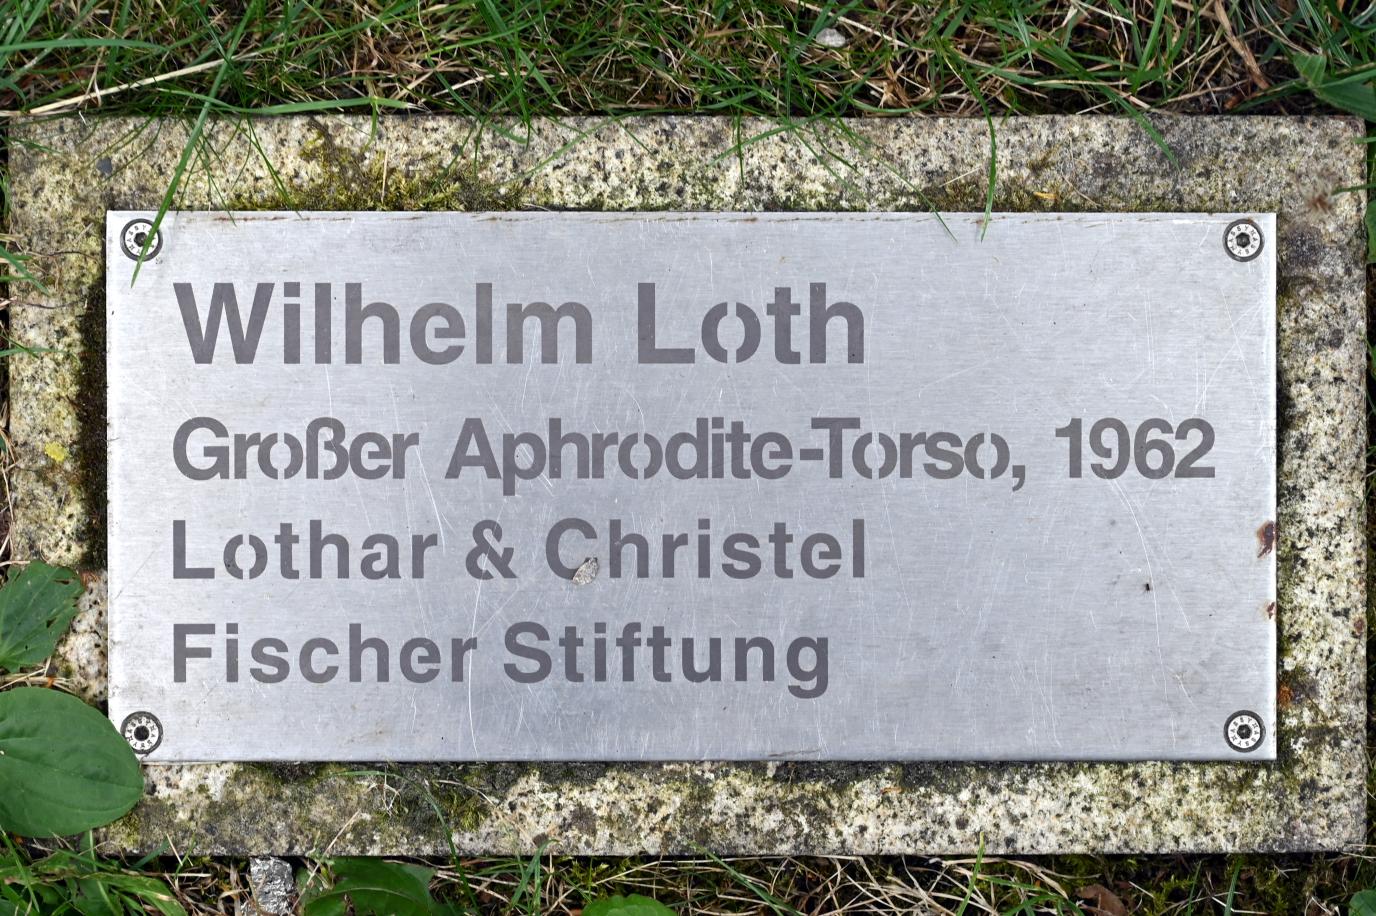 Wilhelm Loth
Großer Aphrodite-Torso, 1962
Lothar & Christel
Fischer Stiftung